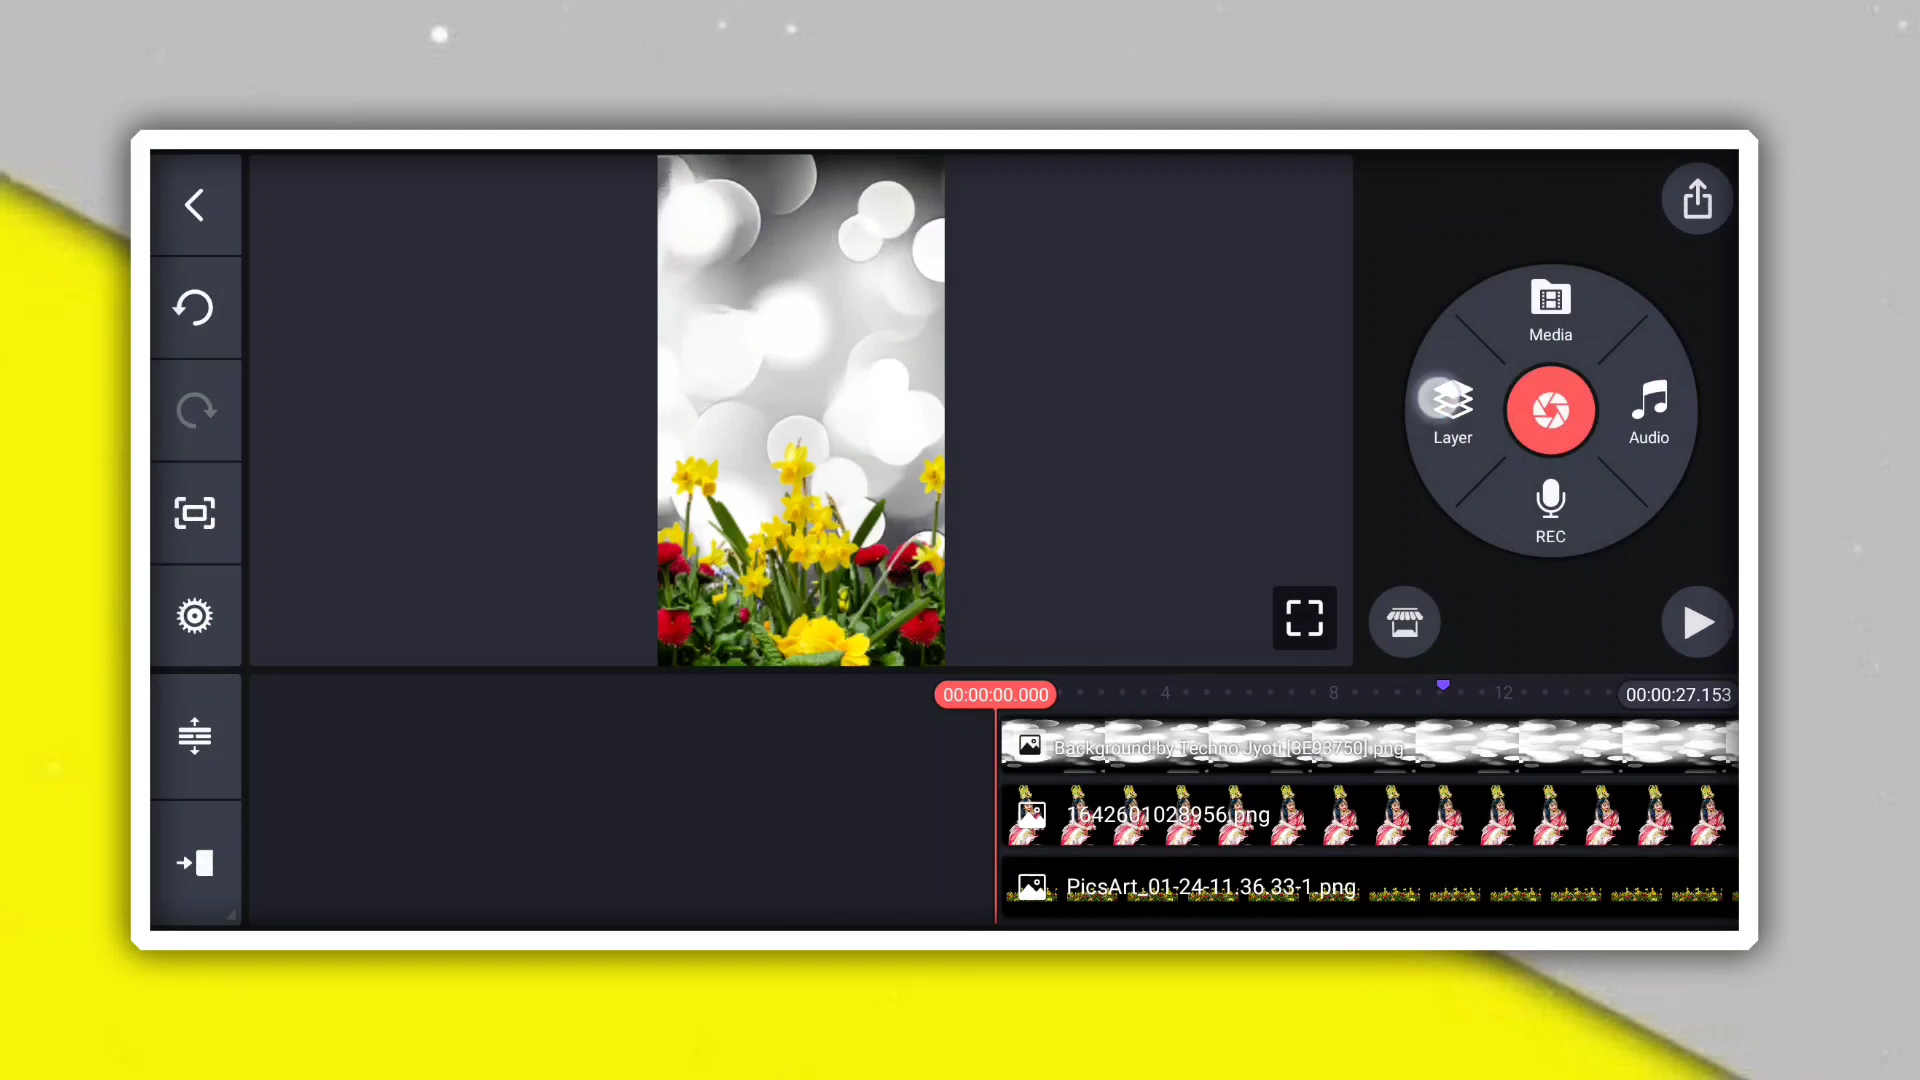 Media
Layer
Audio
REC
00:00:00.000
4
8
12
00:00:27.153
Background by Techno Jyoti [3E93750].png
1642601028956.png
PicsArt_01-24-11.36.33-1.png